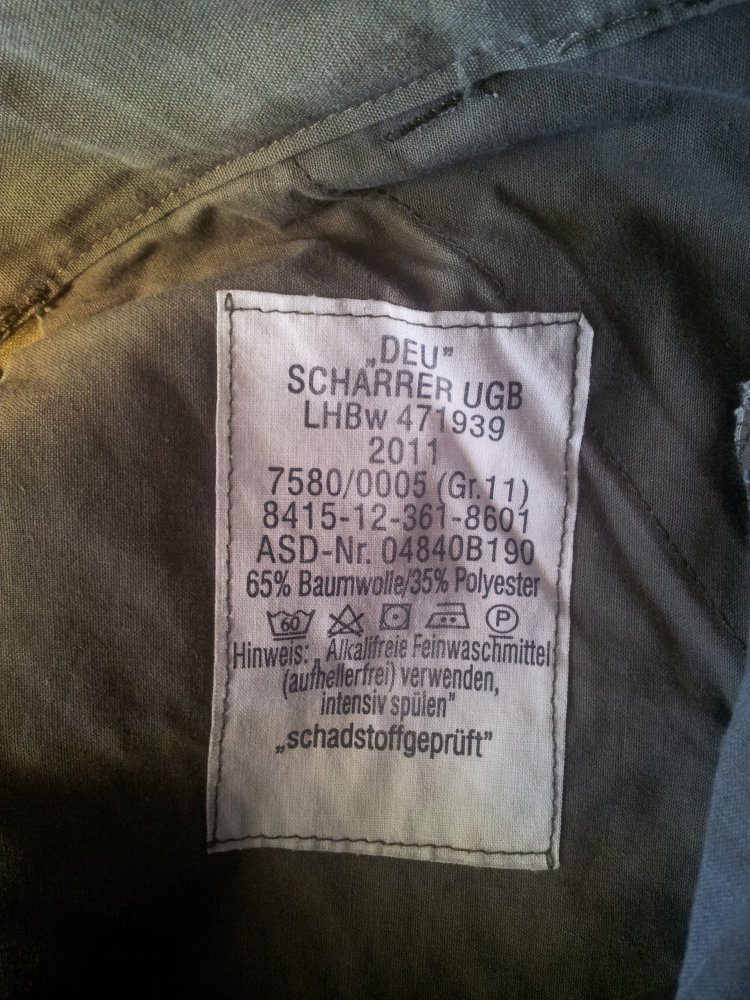 „DEU”
SCHARRER UGB
LHBw 471939
2011
7580/0005 (Gr.11)
8415-12-361-8601
ASD-Nr. 04840B190
65% Baumwolle/35% Polyester
60 P
Hinweis: „Alkalifreie Feinwaschmittel
(aufhellerfrei) verwenden,
intensiv spülen”
„schadstoffgeprüft”